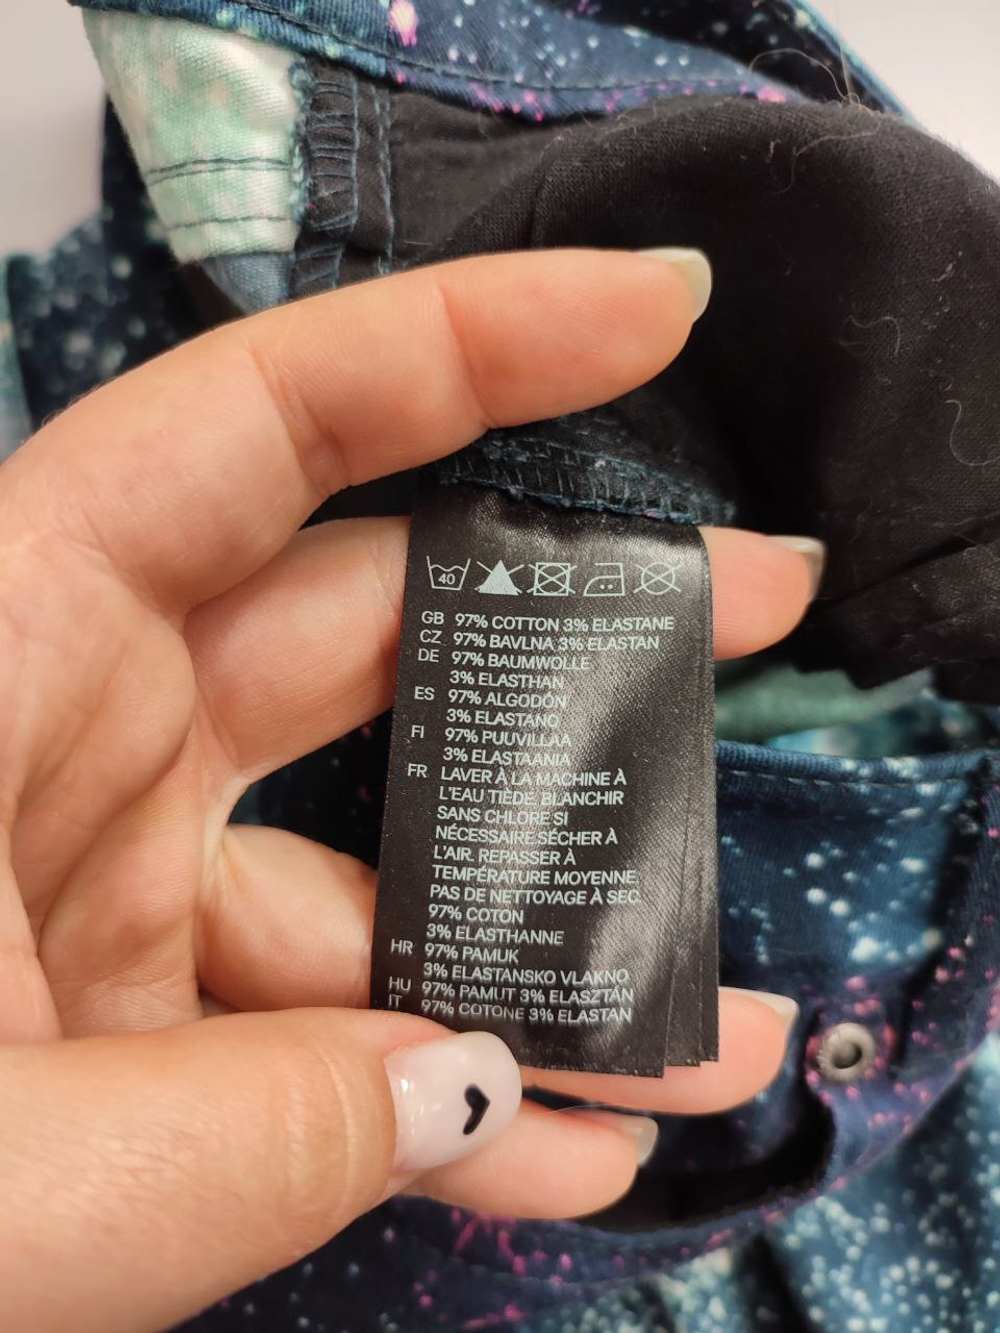 40
GB 97% COTTON 3% ELASTANE
CZ 97% BAVLNA 3% ELASTAN
DE 97% BAUMWOLLE
3% ELASTHAN
ES 97% ALGODÓN
3% ELASTANO
FI 97% PUUVILLAA
3% ELASTAANIA
FR LAVER À LA MACHINE À
L'EAU TIÈDE. BLANCHIR
SANS CHLORE SI
NÉCESSAIRE SÉCHER À
L'AIR. REPASSER À
TEMPÉRATURE MOYENNE.
PAS DE NETTOYAGE À SEC.
97% COTON
3% ELASTHANNE
HR 97% PAMUK
3% ELASTANSKO VLAKNO
HU 97% PAMUT 3% ELASZTÁN
IT 97% COTONE 3% ELASTAN